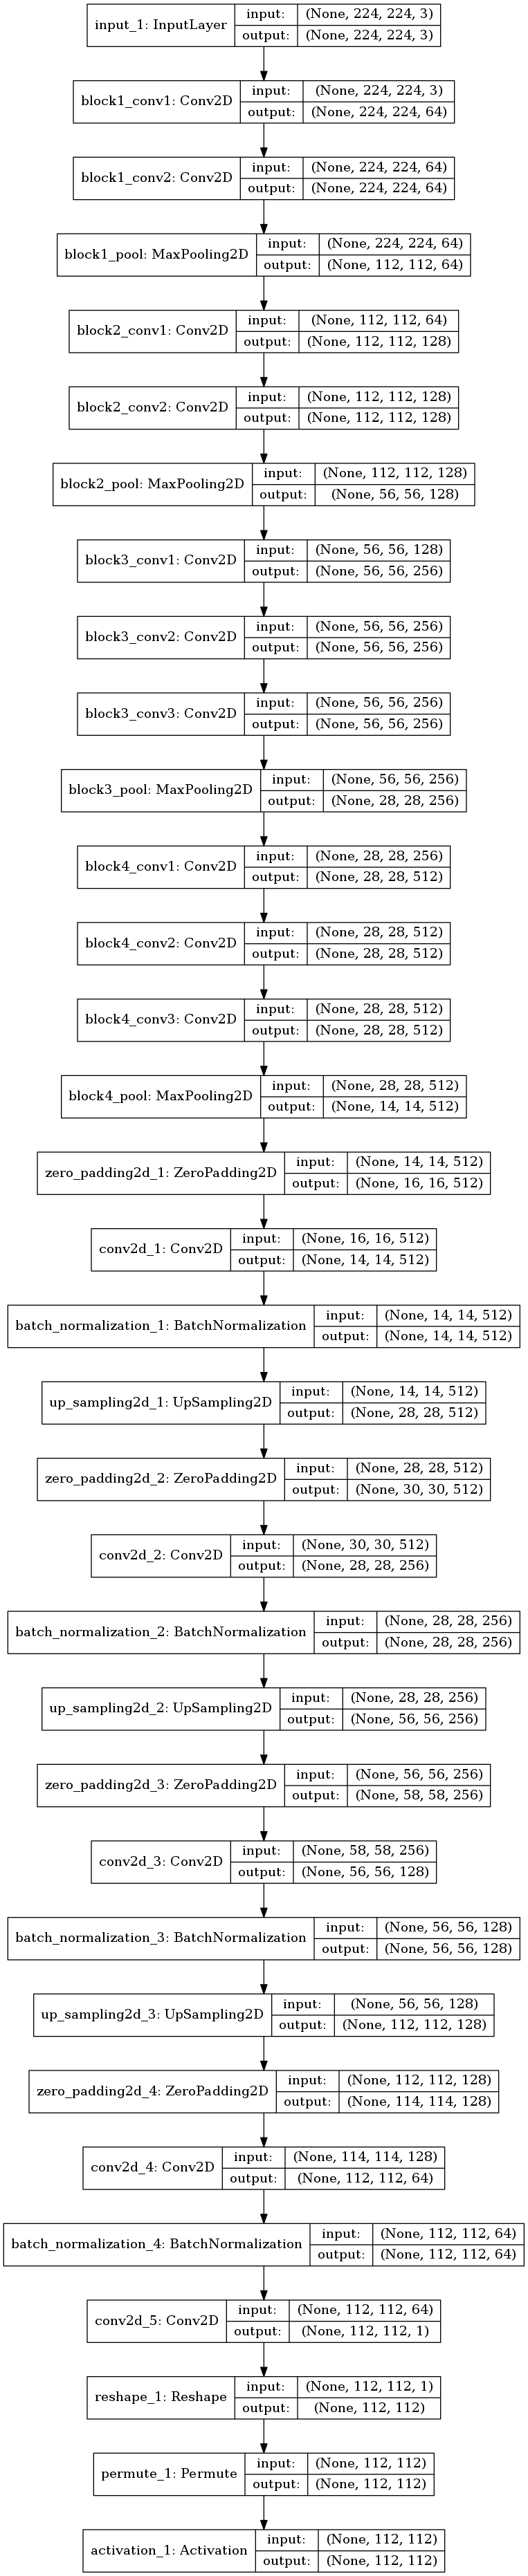 input_1: InputLayer input: (None, 224, 224, 3)
output: (None, 224, 224, 3)
block1_conv1: Conv2D input: (None, 224, 224, 3)
output: (None, 224, 224, 64)
block1_conv2: Conv2D input: (None, 224, 224, 64)
output: (None, 224, 224, 64)
block1_pool: MaxPooling2D input: (None, 224, 224, 64)
output: (None, 112, 112, 64)
block2_conv1: Conv2D input: (None, 112, 112, 64)
output: (None, 112, 112, 128)
block2_conv2: Conv2D input: (None, 112, 112, 128)
output: (None, 112, 112, 128)
block2_pool: MaxPooling2D input: (None, 112, 112, 128)
output: (None, 56, 56, 128)
block3_conv1: Conv2D input: (None, 56, 56, 128)
output: (None, 56, 56, 256)
block3_conv2: Conv2D input: (None, 56, 56, 256)
output: (None, 56, 56, 256)
block3_conv3: Conv2D input: (None, 56, 56, 256)
output: (None, 56, 56, 256)
block3_pool: MaxPooling2D input: (None, 56, 56, 256)
output: (None, 28, 28, 256)
block4_conv1: Conv2D input: (None, 28, 28, 256)
output: (None, 28, 28, 512)
block4_conv2: Conv2D input: (None, 28, 28, 512)
output: (None, 28, 28, 512)
block4_conv3: Conv2D input: (None, 28, 28, 512)
output: (None, 28, 28, 512)
block4_pool: MaxPooling2D input: (None, 28, 28, 512)
output: (None, 14, 14, 512)
zero_padding2d_1: ZeroPadding2D input: (None, 14, 14, 512)
output: (None, 16, 16, 512)
conv2d_1: Conv2D input: (None, 16, 16, 512)
output: (None, 14, 14, 512)
batch_normalization_1: BatchNormalization input: (None, 14, 14, 512)
output: (None, 14, 14, 512)
up_sampling2d_1: UpSampling2D input: (None, 14, 14, 512)
output: (None, 28, 28, 512)
zero_padding2d_2: ZeroPadding2D input: (None, 28, 28, 512)
output: (None, 30, 30, 512)
conv2d_2: Conv2D input: (None, 30, 30, 512)
output: (None, 28, 28, 256)
batch_normalization_2: BatchNormalization input: (None, 28, 28, 256)
output: (None, 28, 28, 256)
up_sampling2d_2: UpSampling2D input: (None, 28, 28, 256)
output: (None, 56, 56, 256)
zero_padding2d_3: ZeroPadding2D input: (None, 56, 56, 256)
output: (None, 58, 58, 256)
conv2d_3: Conv2D input: (None, 58, 58, 256)
output: (None, 56, 56, 128)
batch_normalization_3: BatchNormalization input: (None, 56, 56, 128)
output: (None, 56, 56, 128)
up_sampling2d_3: UpSampling2D input: (None, 56, 56, 128)
output: (None, 112, 112, 128)
zero_padding2d_4: ZeroPadding2D input: (None, 112, 112, 128)
output: (None, 114, 114, 128)
conv2d_4: Conv2D input: (None, 114, 114, 128)
output: (None, 112, 112, 64)
batch_normalization_4: BatchNormalization input: (None, 112, 112, 64)
output: (None, 112, 112, 64)
conv2d_5: Conv2D input: (None, 112, 112, 64)
output: (None, 112, 112, 1)
reshape_1: Reshape input: (None, 112, 112, 1)
output: (None, 112, 112)
permute_1: Permute input: (None, 112, 112)
output: (None, 112, 112)
activation_1: Activation input: (None, 112, 112)
output: (None, 112, 112)